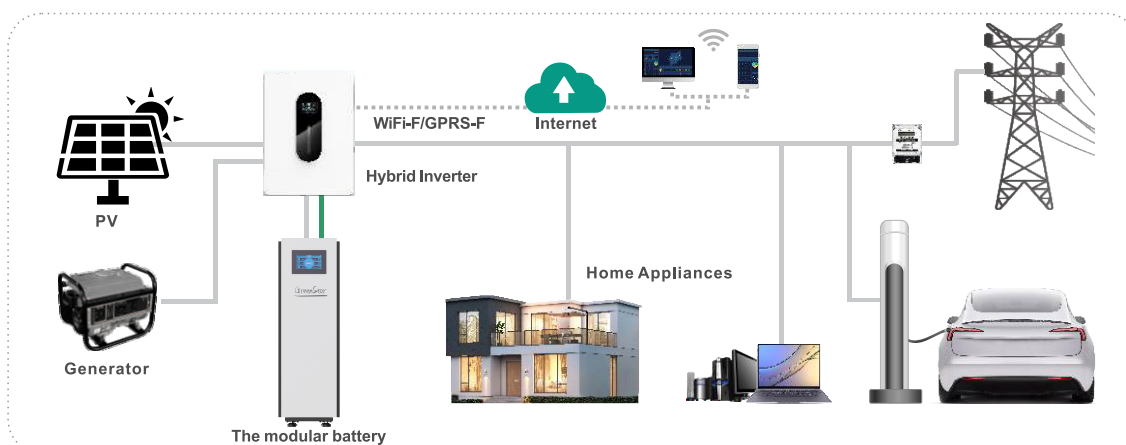 WiFi-F/GPRS-F
Internet
Hybrid Inverter
PV
Home Appliances
Generator
The modular battery